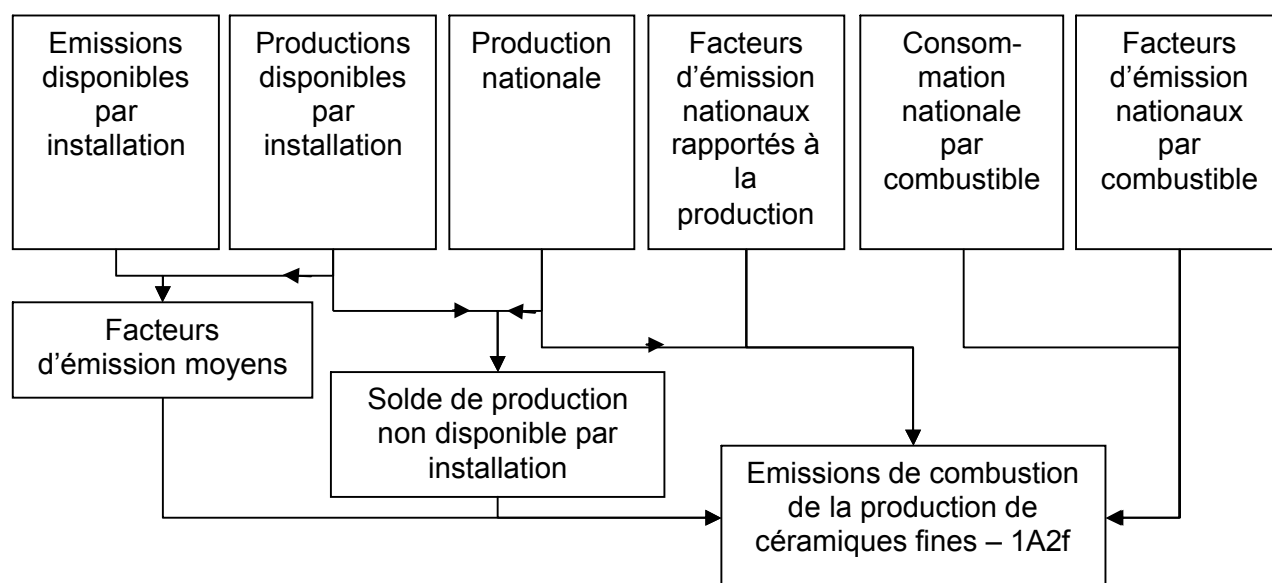 Emissions
disponibles
par
installation
Productions
disponibles
par
installation
Production
nationale
Facteurs
d’émission
nationaux
rapportés à
la
production
Consom-
mation
nationale
par
combustible
Facteurs
d’émission
nationaux
par
combustible
Facteurs
d’émission moyens
Solde de production
non disponible par
installation
Emissions de combustion
de la production de
céramiques fines – 1A2f